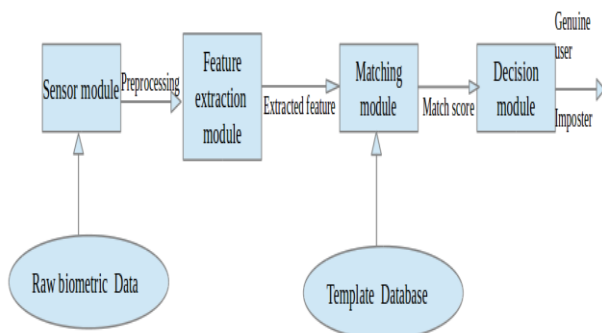 Sensor module
Preprocessing
Feature
extraction
module
Extracted feature
Matching
module
Match score
Decision
module
Genuine
user
Imposter
Raw biometric Data
Template Database